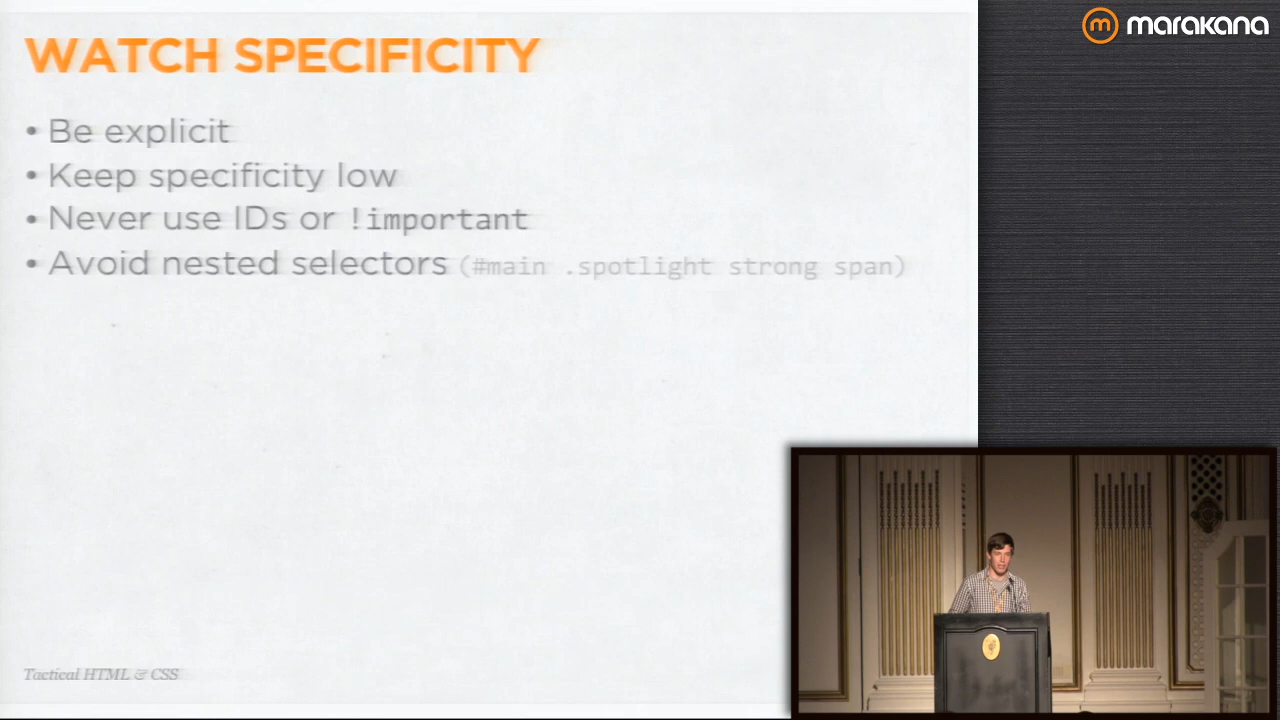 WATCH SPECIFICITY
• Be explicit
• Keep specificity low
• Never use IDs or !important
• Avoid nested selectors (#main .spotlight strong span)
Tactical HTML & CSS
m marakana